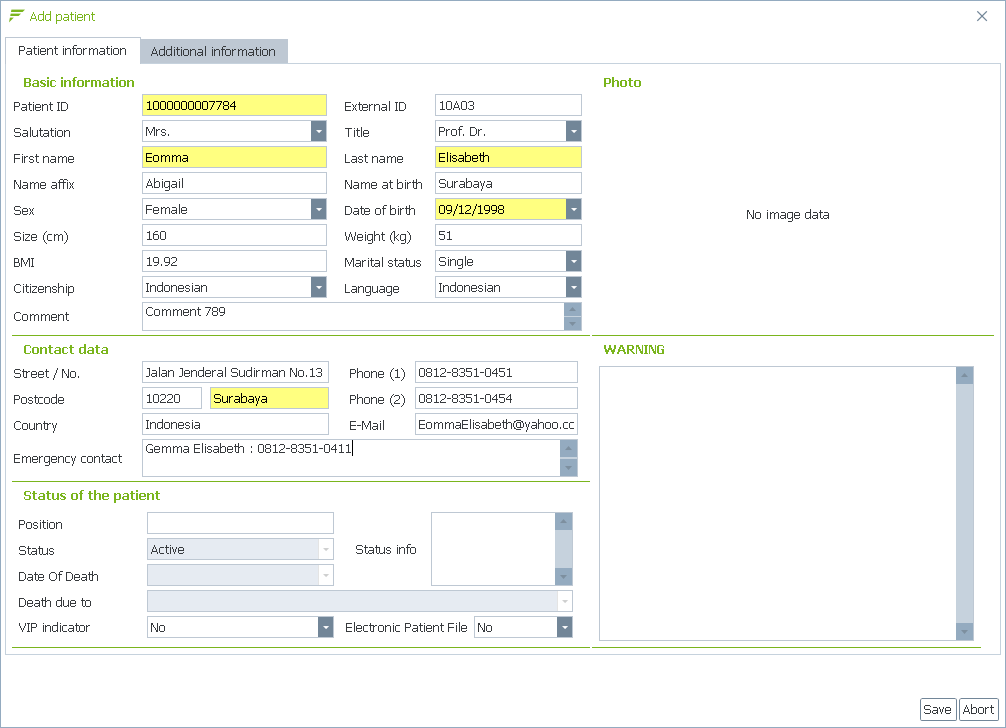 Add patient
Patient information Additional information
Basic information
Patient ID 1000000007784 External ID 10A03
Salutation Mrs. Title Prof. Dr.
First name Eomma Last name Elisabeth
Name affix Abigail Name at birth Surabaya
Sex Female Date of birth 09/12/1998
Size (cm) 160 Weight (kg) 51
BMI 19.92 Marital status Single
Citizenship Indonesian Language Indonesian
Comment Comment 789
Photo
No image data
Contact data
Street / No. Jalan Jenderal Sudirman No.13 Phone (1) 0812-8351-0451
Postcode 10220 Surabaya Phone (2) 0812-8351-0454
Country Indonesia E-Mail EommaElisabeth@yahoo.cc
Emergency contact Gemma Elisabeth : 0812-8351-0411
WARNING
Status of the patient
Position
Status Active Status info
Date Of Death
Death due to
VIP indicator No Electronic Patient File No
Save Abort